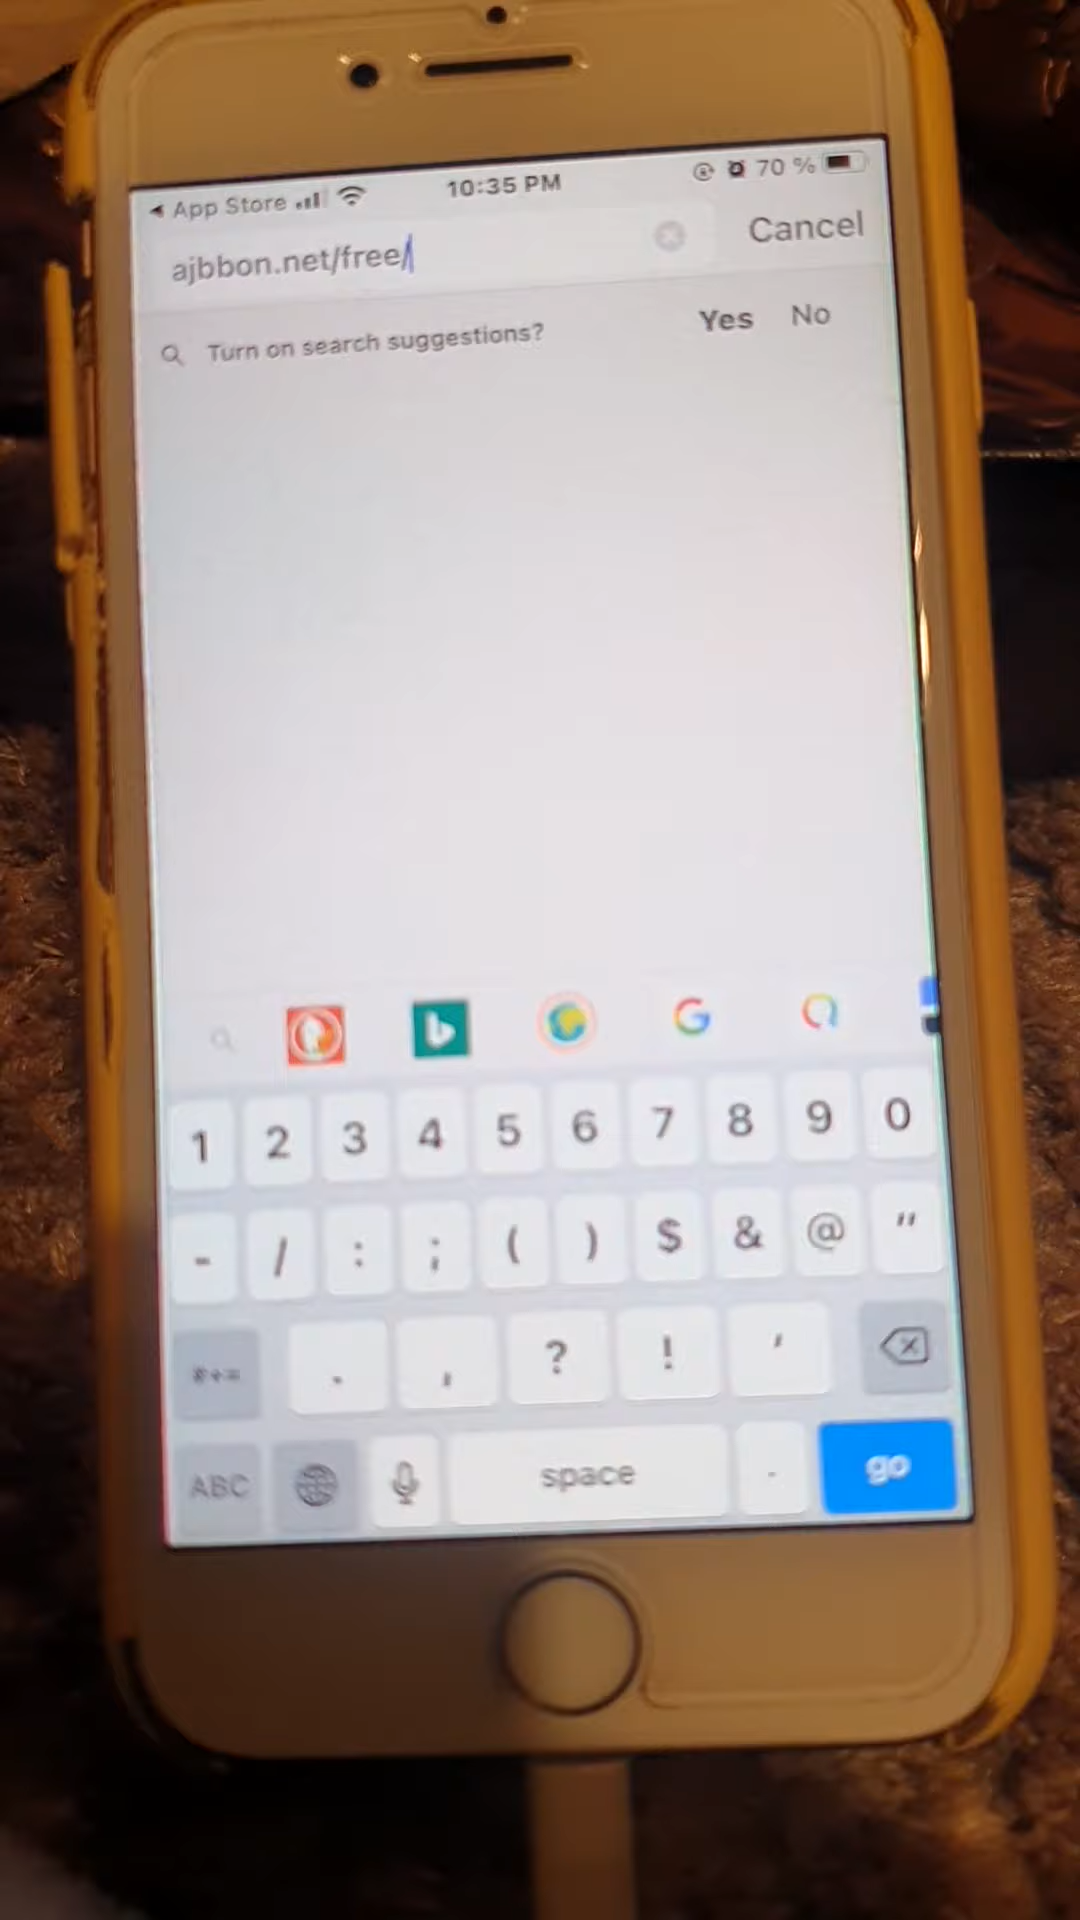 App Store
10:35 PM
70 %
ajbbon.net/free/
Cancel
Turn on search suggestions?
Yes No
1 2 3 4 5 6 7 8 9 0
- / : ; ( ) $ & @ "
#+= . , ? ! '
ABC space . go